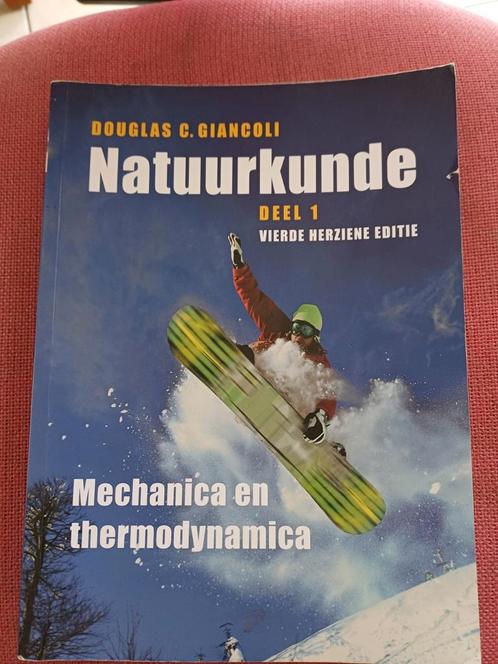 DOUGLAS C. GIANCOLI
Natuurkunde
DEEL 1
VIERDE HERZIENE EDITIE
Mechanica en
thermodynamica